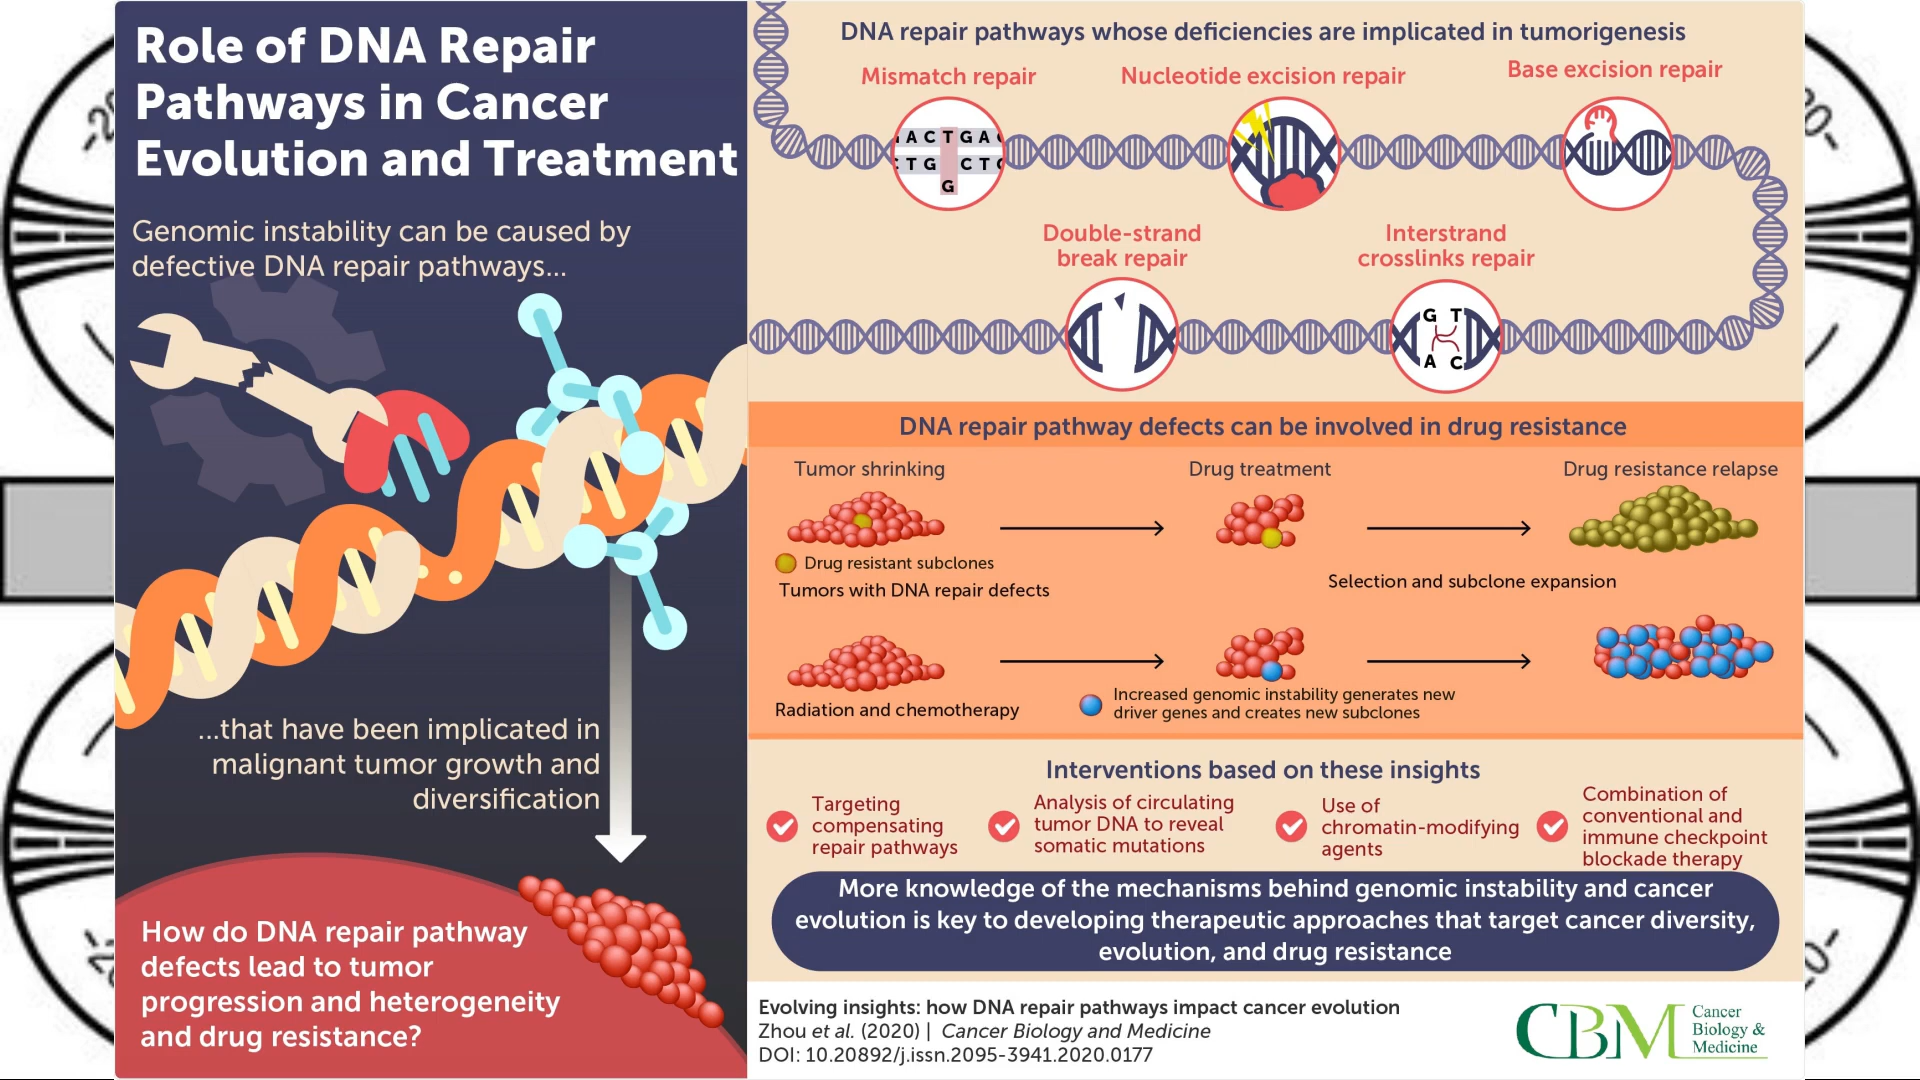 Role of DNA Repair
Pathways in Cancer
Evolution and Treatment
Genomic instability can be caused by
defective DNA repair pathways...
...that have been implicated in
malignant tumor growth and
diversification
How do DNA repair pathway
defects lead to tumor
progression and heterogeneity
and drug resistance?
DNA repair pathways whose deficiencies are implicated in tumorigenesis
Mismatch repair
Nucleotide excision repair
Base excision repair
A C T G A
T G C T
G
Double-strand
break repair
Interstrand
crosslinks repair
G T
A C
DNA repair pathway defects can be involved in drug resistance
Tumor shrinking
Drug treatment
Drug resistance relapse
Drug resistant subclones
Tumors with DNA repair defects
Selection and subclone expansion
Radiation and chemotherapy
Increased genomic instability generates new
driver genes and creates new subclones
Interventions based on these insights
Targeting
compensating
repair pathways
Analysis of circulating
tumor DNA to reveal
somatic mutations
Use of
chromatin-modifying
agents
Combination of
conventional and
immune checkpoint
blockade therapy
More knowledge of the mechanisms behind genomic instability and cancer
evolution is key to developing therapeutic approaches that target cancer diversity,
evolution, and drug resistance
Evolving insights: how DNA repair pathways impact cancer evolution
Zhou et al. (2020) | Cancer Biology and Medicine
DOI: 10.20892/j.issn.2095-3941.2020.0177
CBM
Cancer
Biology &
Medicine